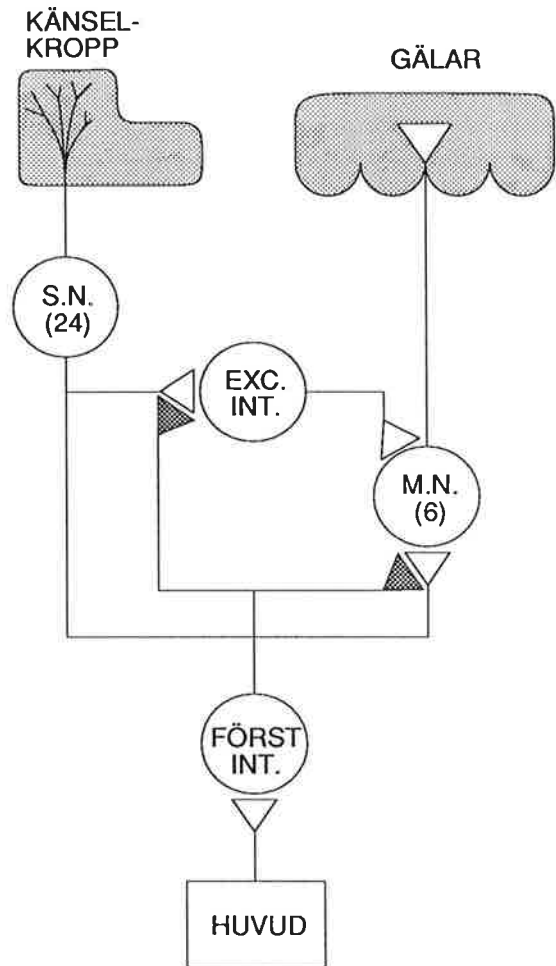 KÄNSEL-
KROPP
GÄLAR
S.N.
(24)
EXC.
INT.
M.N.
(6)
FÖRST
INT.
HUVUD